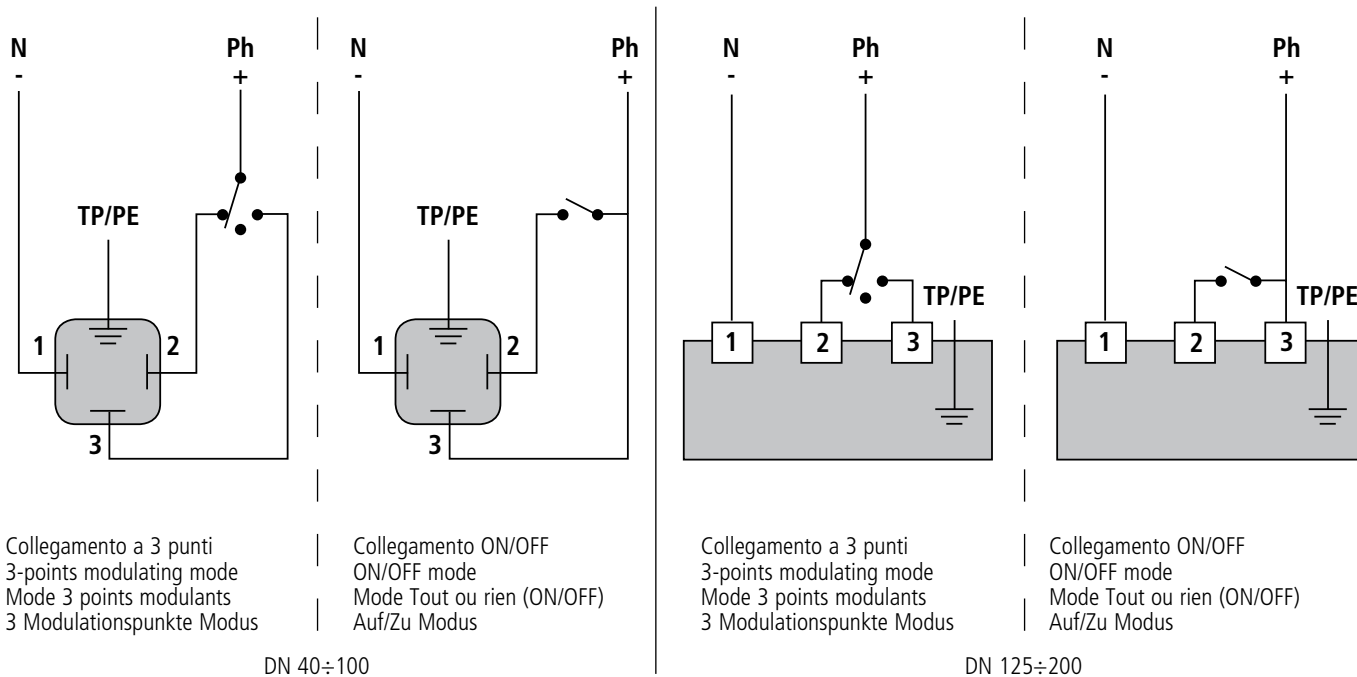 N Ph N Ph N Ph N Ph
- + - + - + - +
TP/PE TP/PE
TP/PE TP/PE
1 2 1 2 1 2 3 1 2 3
3 3
Collegamento a 3 punti
3-points modulating mode
Mode 3 points modulants
3 Modulationspunkte Modus
Collegamento ON/OFF
ON/OFF mode
Mode Tout ou rien (ON/OFF)
Auf/Zu Modus
DN 40÷100
Collegamento a 3 punti
3-points modulating mode
Mode 3 points modulants
3 Modulationspunkte Modus
Collegamento ON/OFF
ON/OFF mode
Mode Tout ou rien (ON/OFF)
Auf/Zu Modus
DN 125÷200